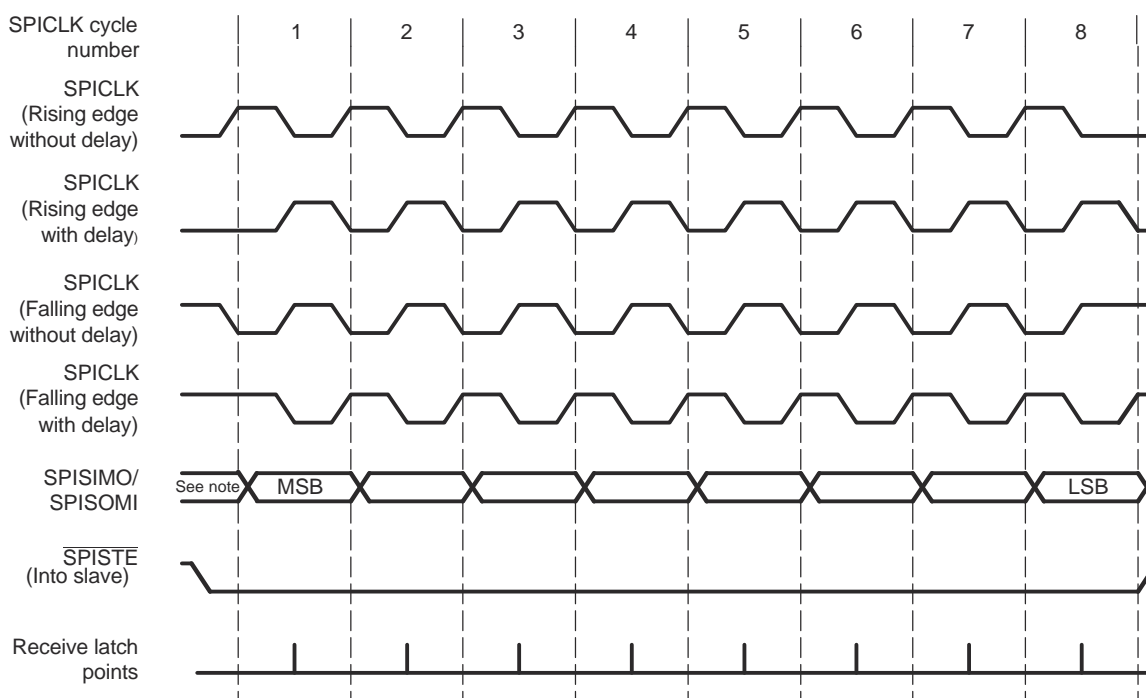 SPICLK cycle
number
1 2 3 4 5 6 7 8
SPICLK
(Rising edge
without delay)
SPICLK
(Rising edge
with delay)
SPICLK
(Falling edge
without delay)
SPICLK
(Falling edge
with delay)
SPISIMO/
SPISOMI
See note MSB LSB
SPISTE
(Into slave)
Receive latch
points